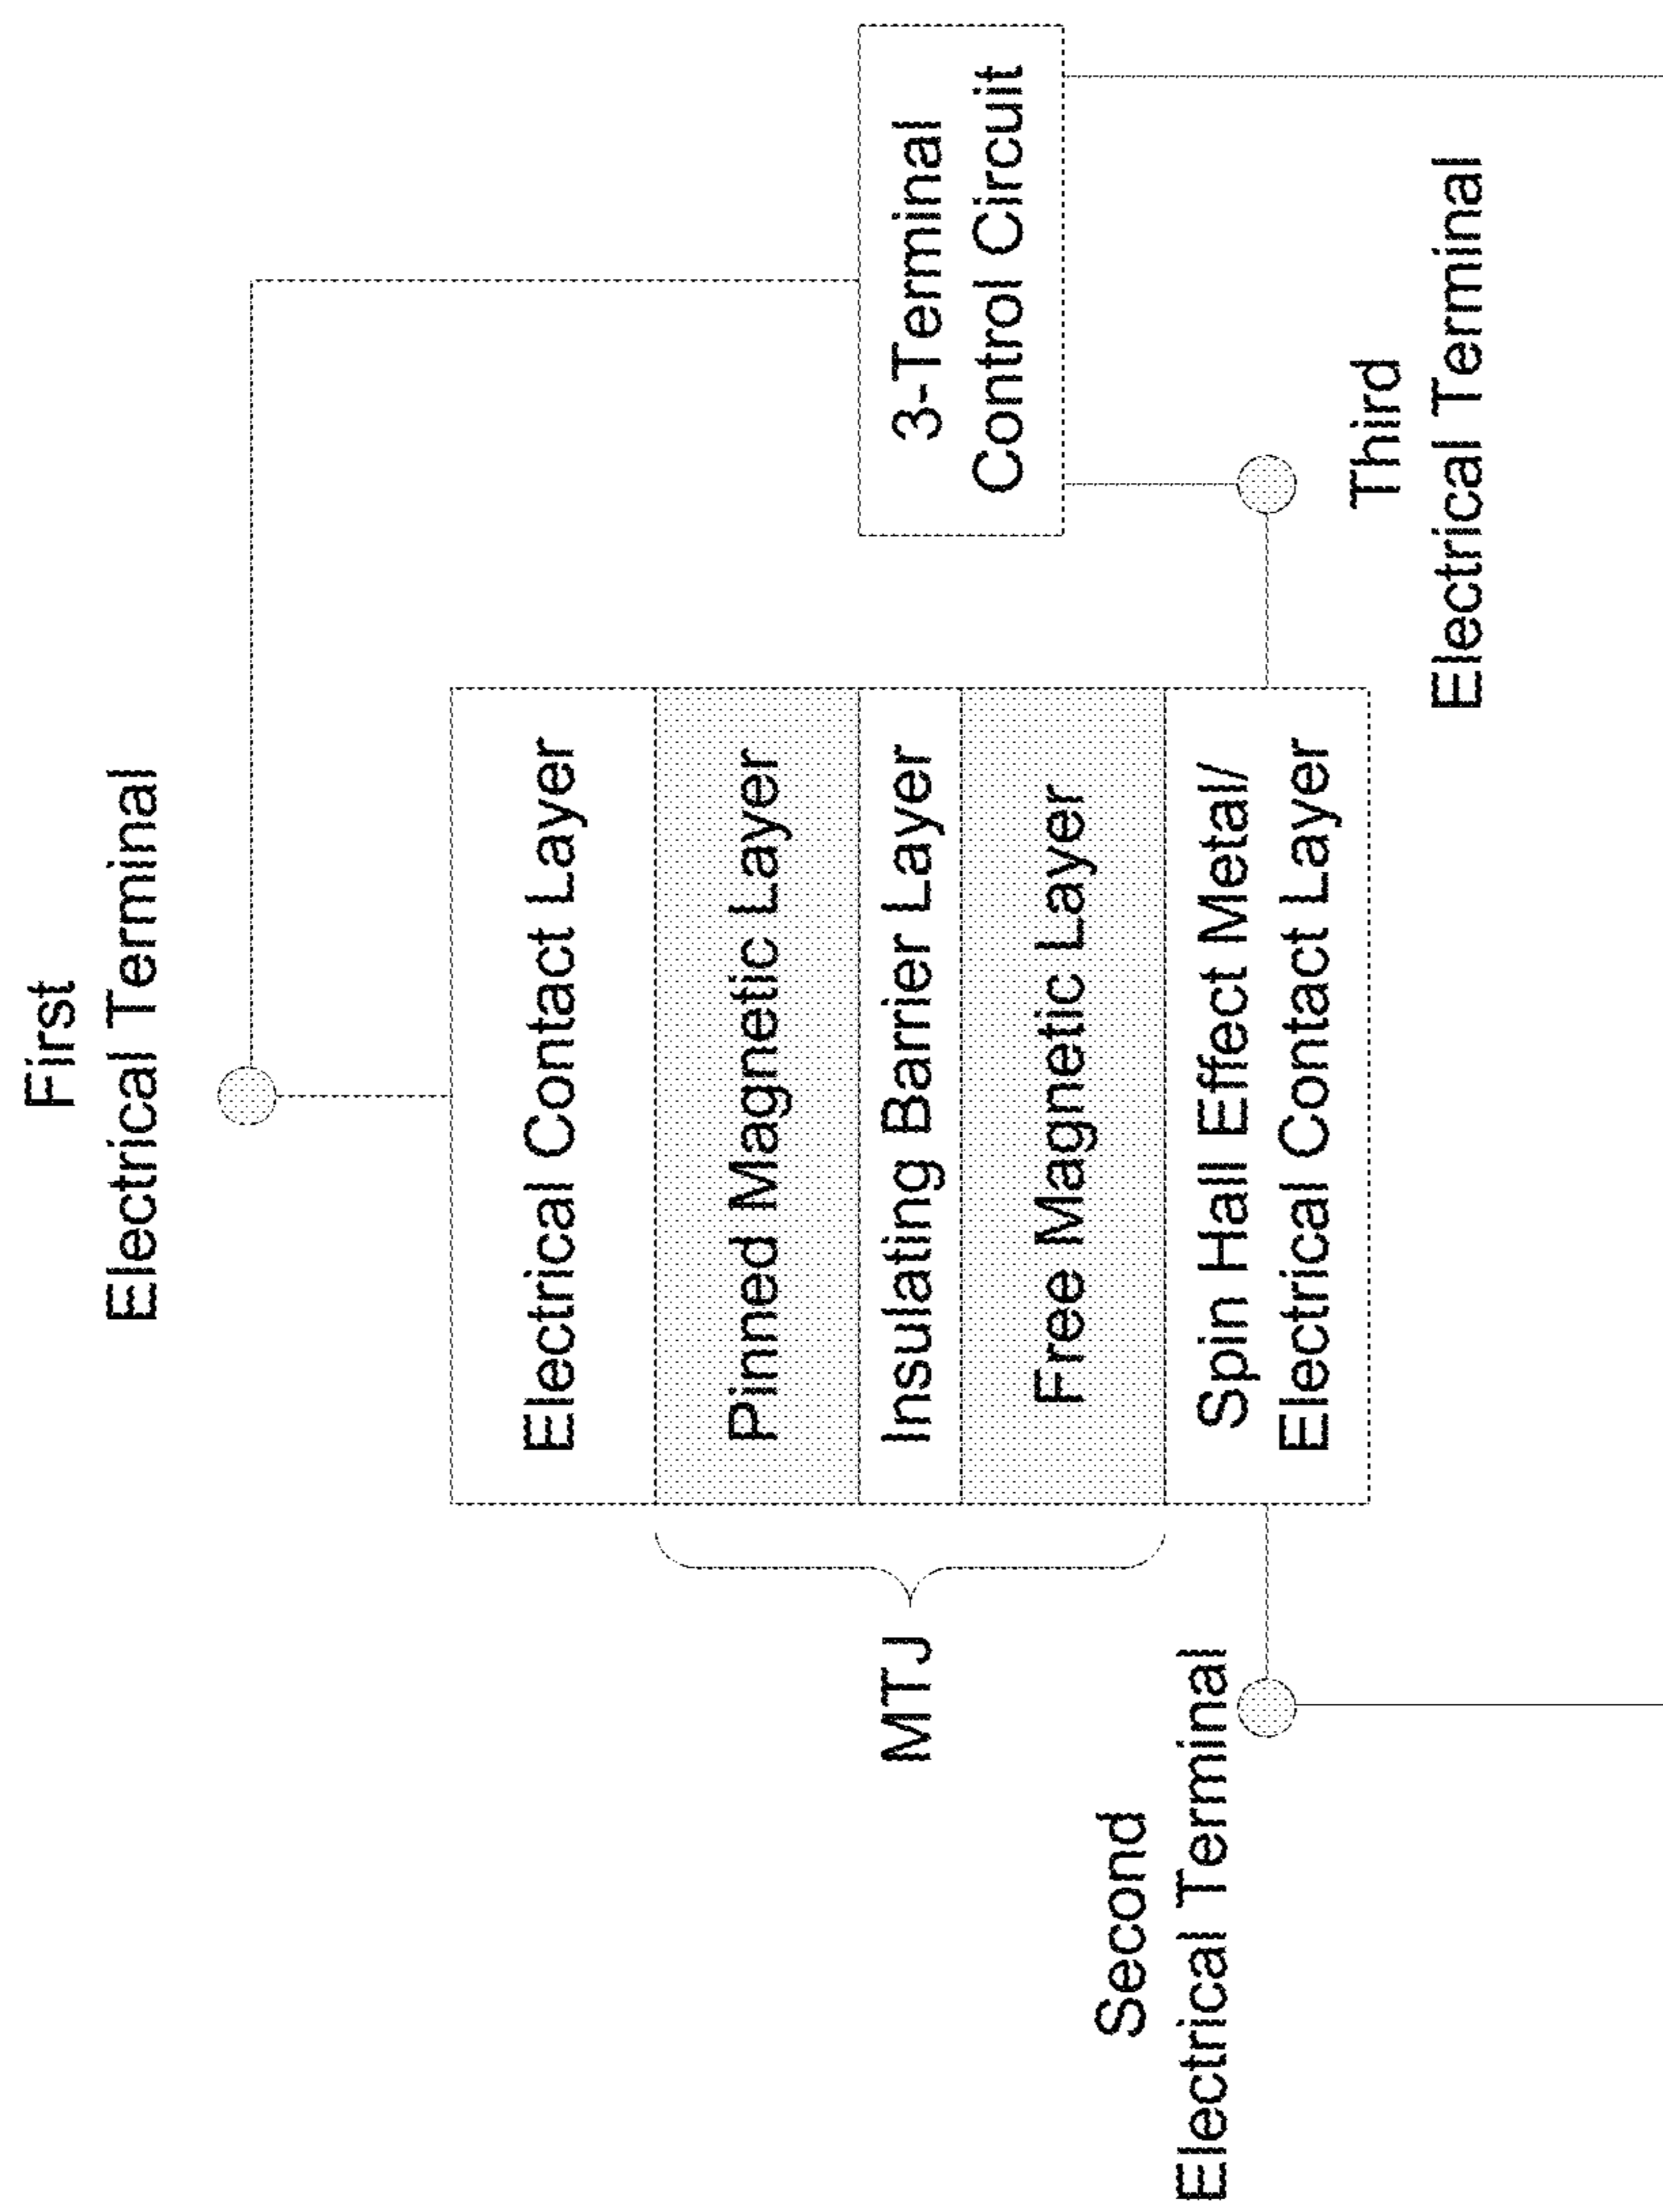 First
Electrical Terminal
3-Terminal
Control Circuit
Electrical Contact Layer
Pinned Magnetic Layer
Insulating Barrier Layer
Free Magnetic Layer
Spin Hall Effect Metal/
Electrical Contact Layer
MTJ
Second
Electrical Terminal
Third
Electrical Terminal